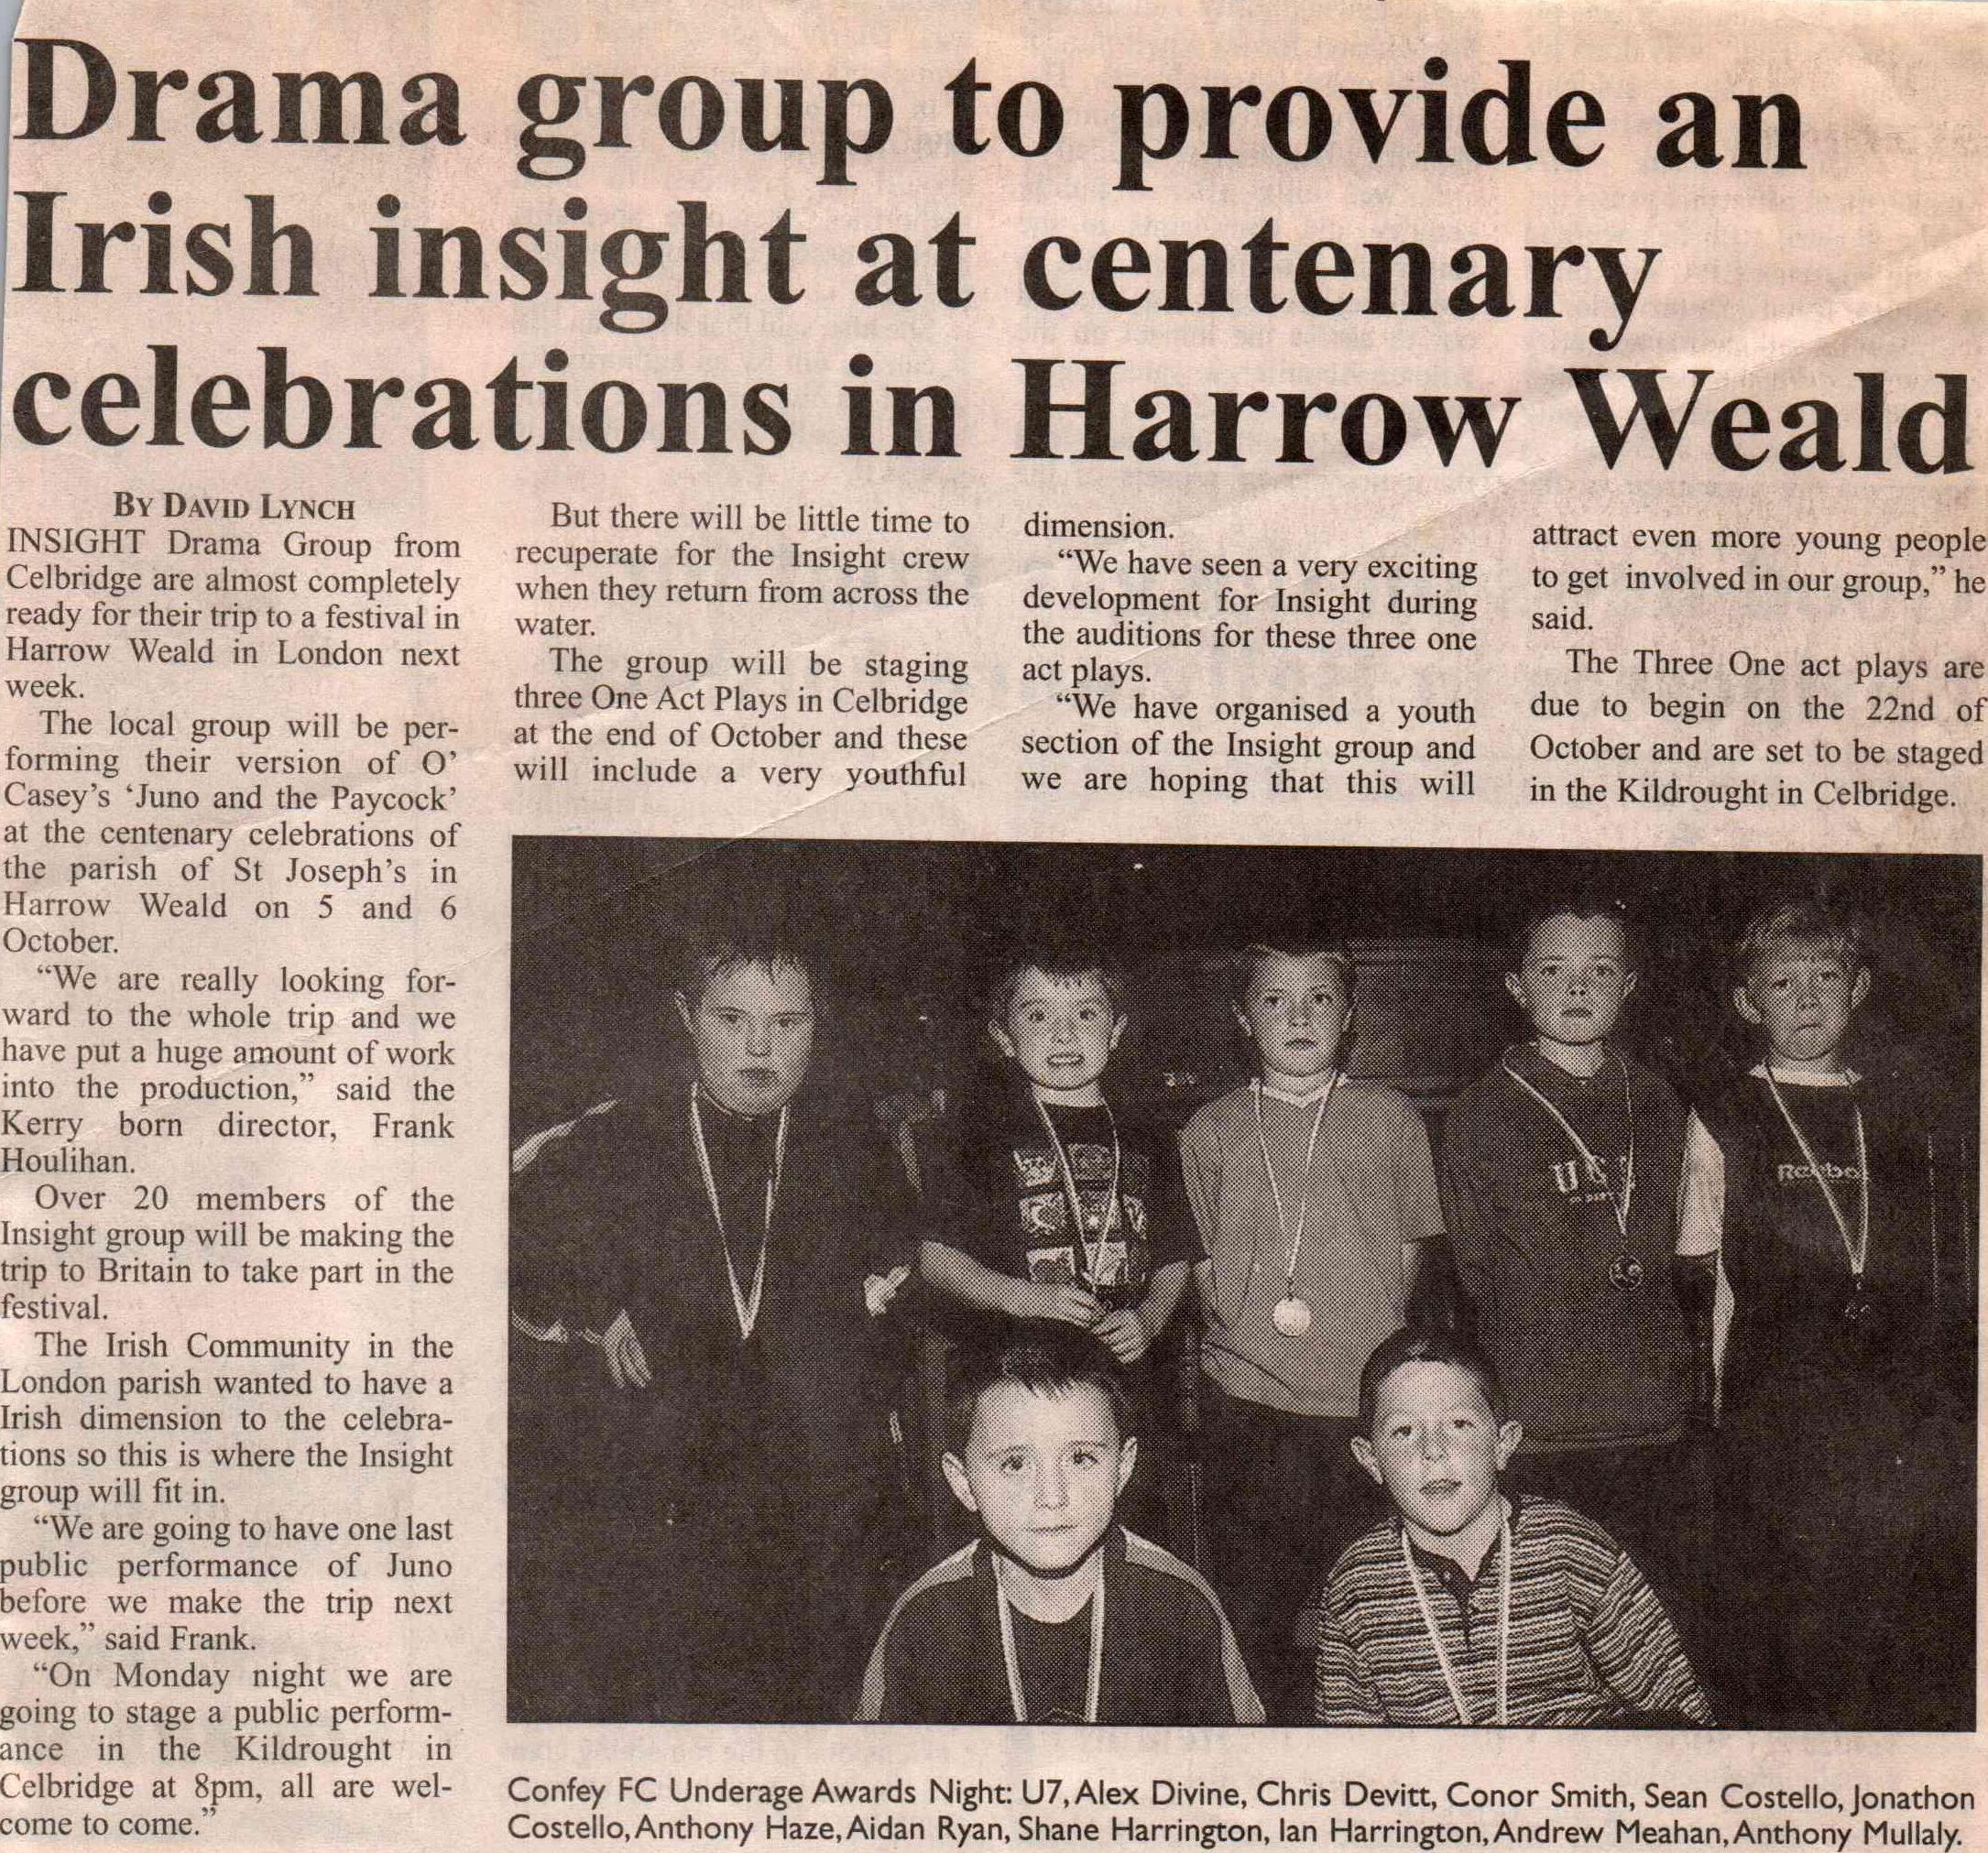 Drama group to provide an
Irish insight at centenary
celebrations in Harrow Weald
BY DAVID LYNCH
INSIGHT Drama Group from
Celbridge are almost completely
ready for their trip to a festival in
Harrow Weald in London next
week.
The local group will be per-
forming their version of O'
Casey's 'Juno and the Paycock'
at the centenary celebrations of
the parish of St Joseph's in
Harrow Weald on 5 and 6
October.
"We are really looking for-
ward to the whole trip and we
have put a huge amount of work
into the production," said the
Kerry born director, Frank
Houlihan.
Over 20 members of the
Insight group will be making the
trip to Britain to take part in the
festival.
The Irish Community in the
London parish wanted to have a
Irish dimension to the celebra-
tions so this is where the Insight
group will fit in.
"We are going to have one last
public performance of Juno
before we make the trip next
week," said Frank.
"On Monday night we are
going to stage a public perform-
ance in the Kildrought in
Celbridge at 8pm, all are wel-
come to come."
But there will be little time to
recuperate for the Insight crew
when they return from across the
water.
The group will be staging
three One Act Plays in Celbridge
at the end of October and these
will include a very youthful
dimension.
"We have seen a very exciting
development for Insight during
the auditions for these three one
act plays.
"We have organised a youth
section of the Insight group and
we are hoping that this will
attract even more young people
to get involved in our group," he
said.
The Three One act plays are
due to begin on the 22nd of
October and are set to be staged
in the Kildrought in Celbridge.
Reebo
Confey FC Underage Awards Night: U7, Alex Divine, Chris Devitt, Conor Smith, Sean Costello, Jonathon
Costello, Anthony Haze, Aidan Ryan, Shane Harrington, Ian Harrington, Andrew Meahan, Anthony Mullaly.